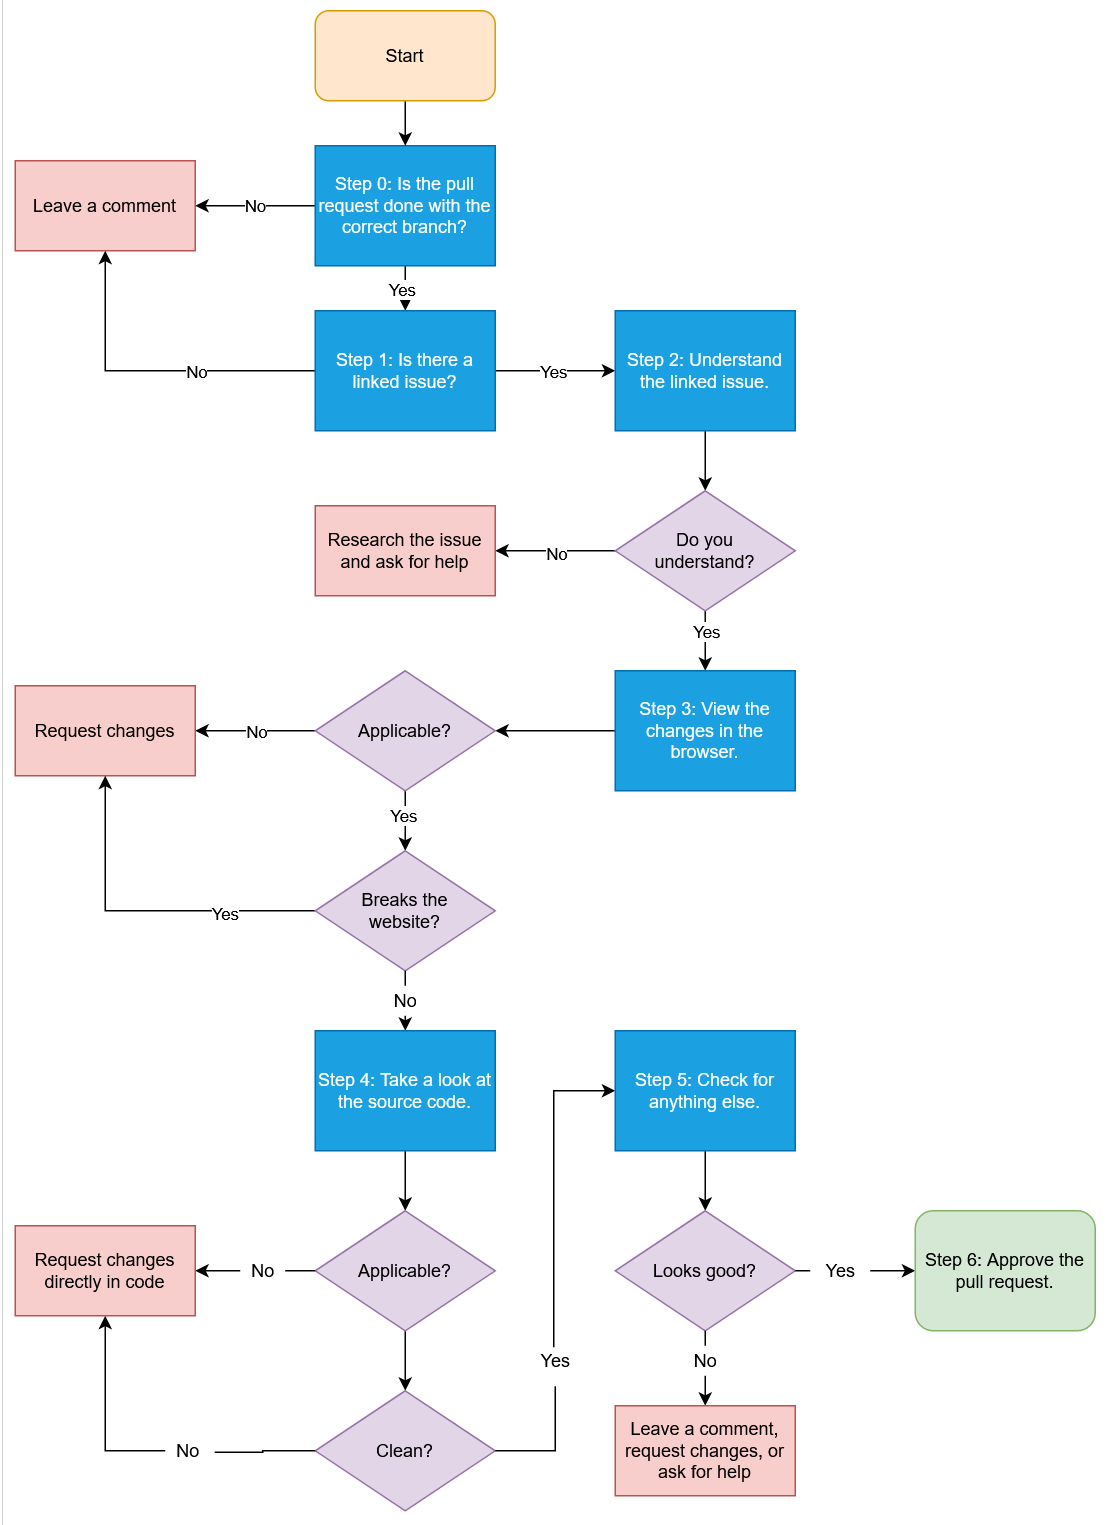 Start
Step 0: Is the pull
request done with the
correct branch?
No
Leave a comment
Yes
Step 1: Is there a
linked issue?
No
Yes
Step 2: Understand
the linked issue.
Do you
understand?
No
Research the issue
and ask for help
Yes
Step 3: View the
changes in the
browser.
Applicable?
No
Request changes
Yes
Breaks the
website?
Yes
No
Step 4: Take a look at
the source code.
Applicable?
No
Request changes
directly in code
Clean?
No
Yes
Step 5: Check for
anything else.
Looks good?
Yes
Step 6: Approve the
pull request.
No
Leave a comment,
request changes, or
ask for help